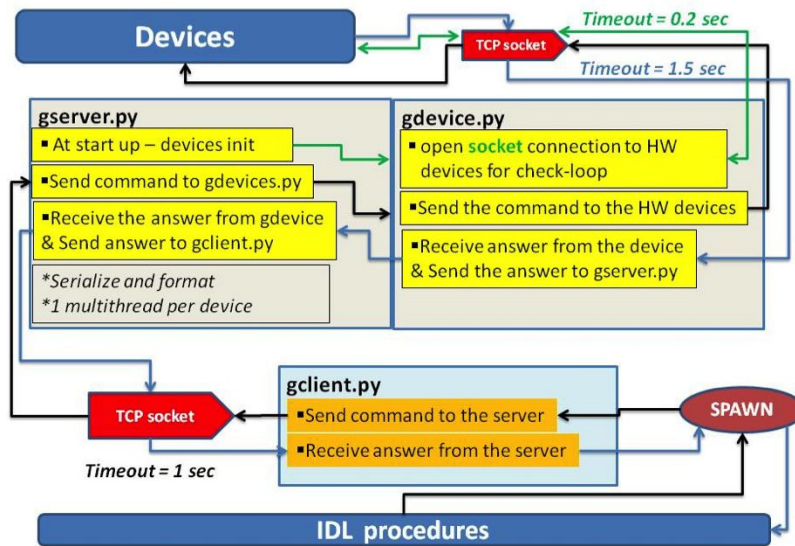 Devices
TCP socket
Timeout = 0.2 sec
Timeout = 1.5 sec
gserver.py
▪At start up – devices init
▪Send command to gdevices.py
▪Receive the answer from gdevice
& Send answer to gclient.py
*Serialize and format
*1 multithread per device
gdevice.py
▪open socket connection to HW
devices for check-loop
▪Send the command to the HW devices
▪Receive answer from the device
& Send the answer to gserver.py
TCP socket
Timeout = 1 sec
gclient.py
▪Send command to the server
▪Receive answer from the server
SPAWN
IDL procedures